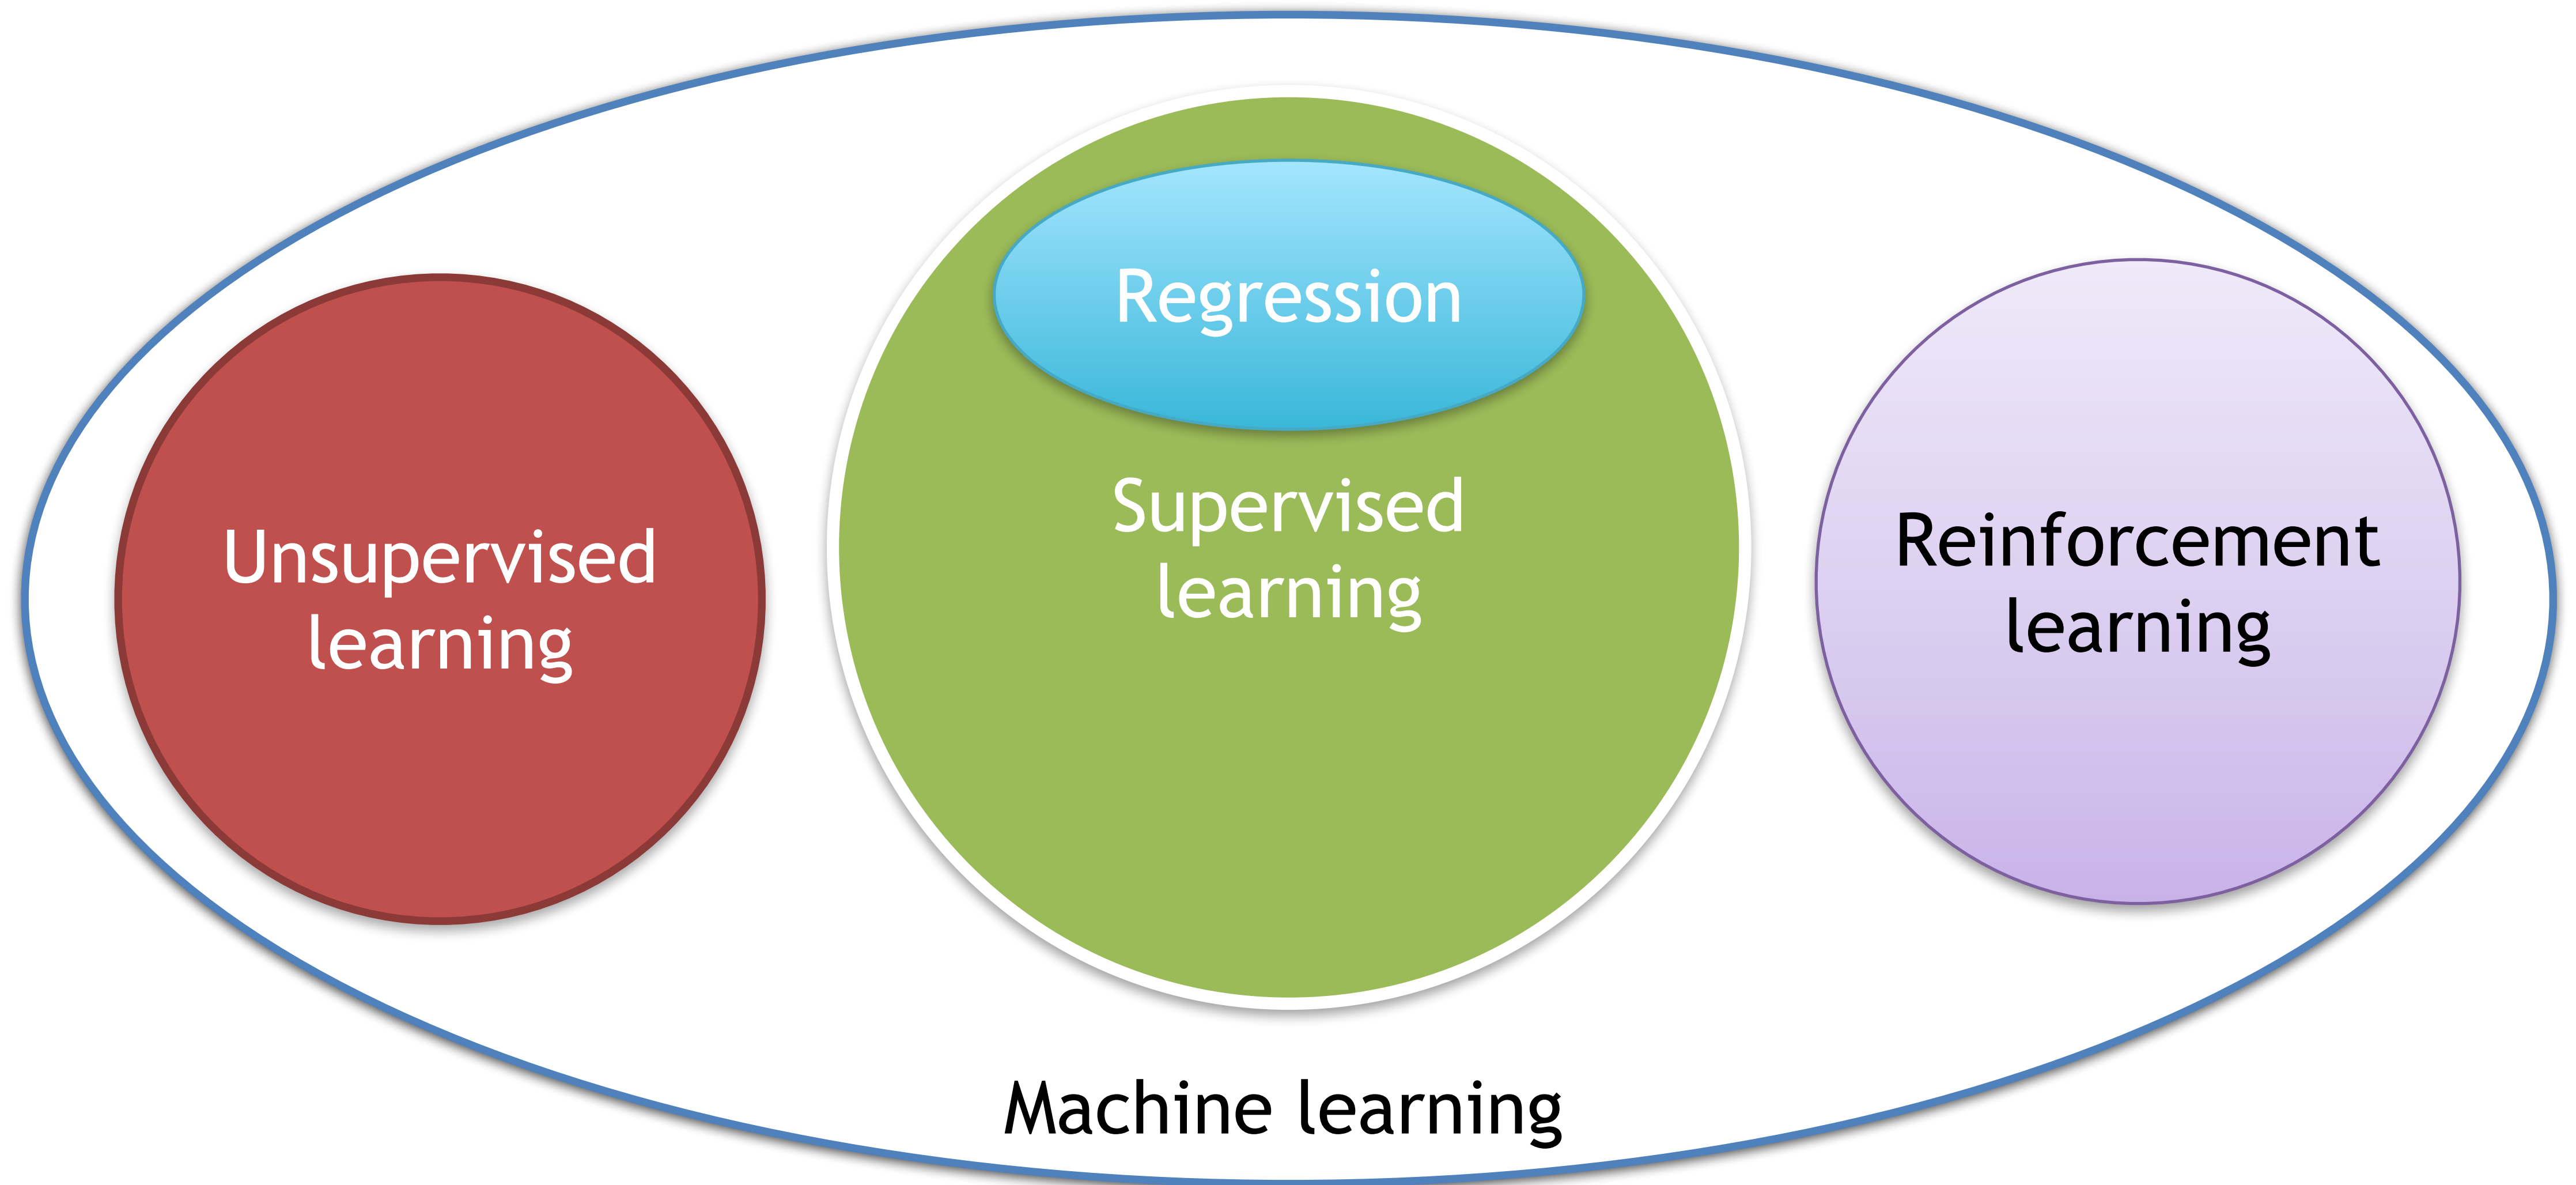 Regression
Supervised
learning
Unsupervised
learning
Reinforcement
learning
Machine learning